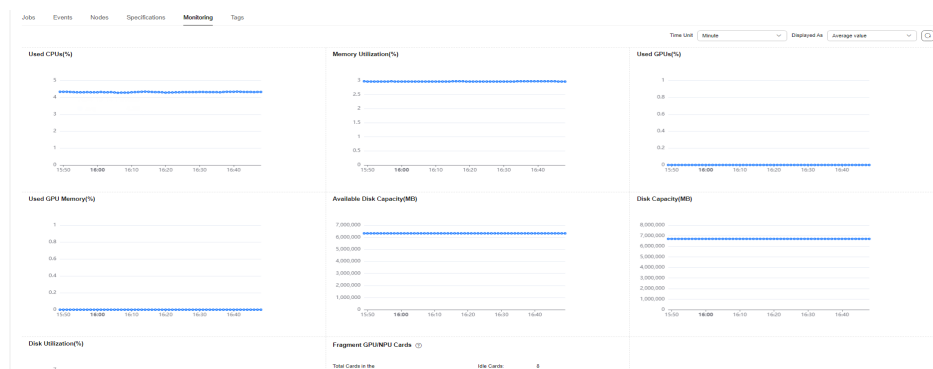 Jobs Events Nodes Specifications Monitoring Tags
Time Unit Minute Displayed As Average value
Used CPUs(%) Memory Utilization(%) Used GPUs(%)
5 3 1
4 2.5 0.8
3 2 0.6
2 1.5 0.4
1 1 0.2
0.5
0 0 0
15:50 16:00 16:10 16:20 16:30 16:40 15:50 16:00 16:10 16:20 16:30 16:40 15:50 16:00 16:10 16:20 16:30 16:40
Used GPU Memory(%) Available Disk Capacity(MB) Disk Capacity(MB)
1 7,000,000 8,000,000
0.8 6,000,000 7,000,000
0.6 5,000,000 6,000,000
0.4 4,000,000 5,000,000
0.2 3,000,000 4,000,000
2,000,000 3,000,000
1,000,000 2,000,000
1,000,000
0 0 0
15:50 16:00 16:10 16:20 16:30 16:40 15:50 16:00 16:10 16:20 16:30 16:40 15:50 16:00 16:10 16:20 16:30 16:40
Disk Utilization(%) Fragment GPU/NPU Cards
Total Cards in the Idle Cards: 8